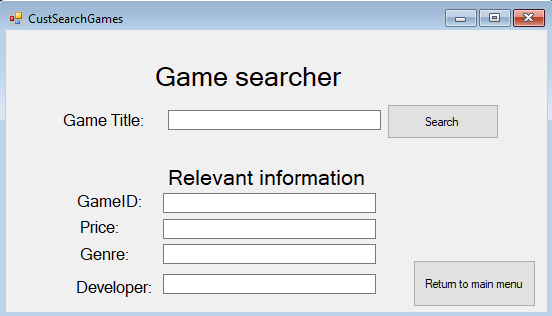 CustSearchGames
Game searcher
Game Title:
Search
Relevant information
GameID:
Price:
Genre:
Developer:
Return to main menu